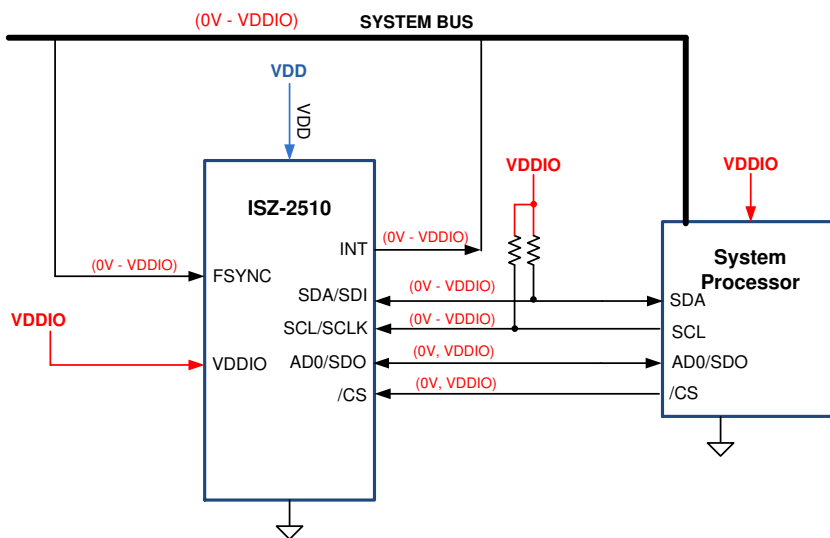 (0V - VDDIO) SYSTEM BUS
VDD
VDD
VDDIO
VDDIO
ISZ-2510
INT
(0V - VDDIO)
System
Processor
(0V - VDDIO)
FSYNC
SDA/SDI
(0V - VDDIO)
SDA
VDDIO
SCL/SCLK
(0V - VDDIO)
SCL
VDDIO
AD0/SDO
(0V, VDDIO)
AD0/SDO
/CS
(0V, VDDIO)
/CS